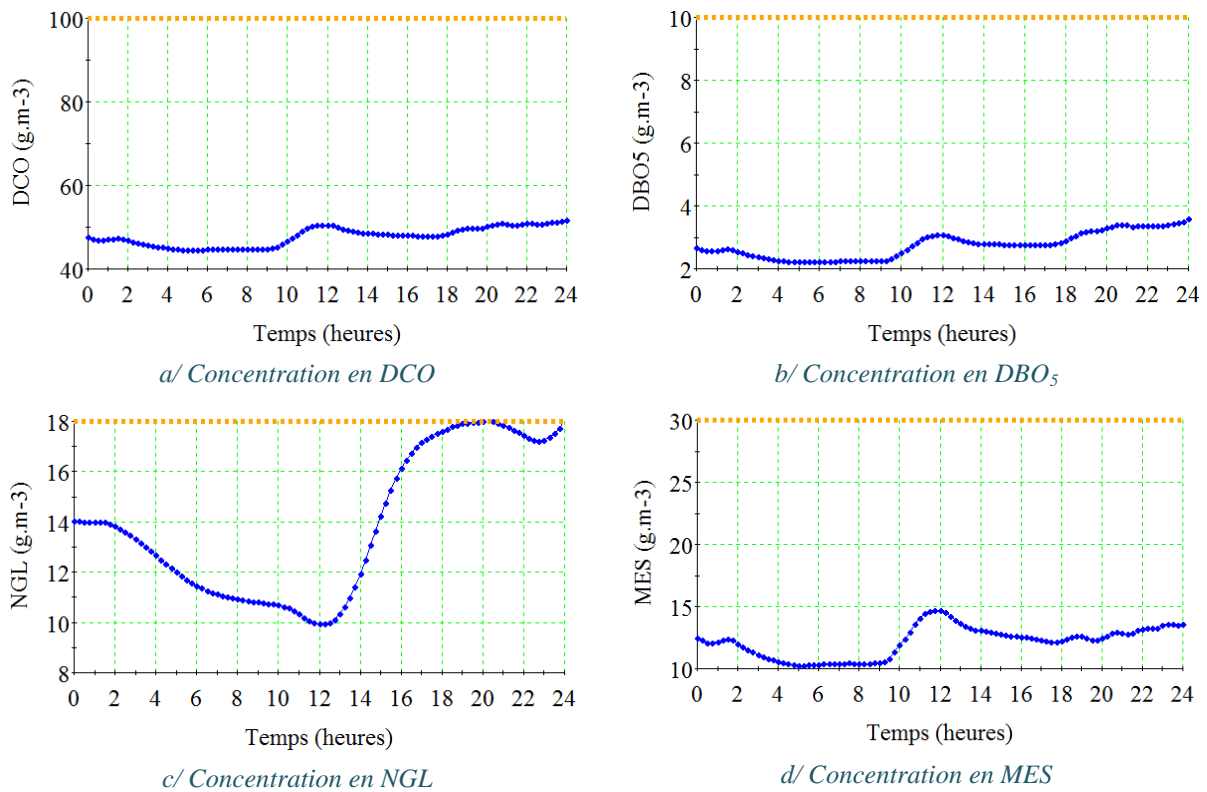 100
80
60
40
DCO (g.m-3)
0 2 4 6 8 10 12 14 16 18 20 22 24
Temps (heures)
a/ Concentration en DCO
10
8
6
4
2
DBO5 (g.m-3)
0 2 4 6 8 10 12 14 16 18 20 22 24
Temps (heures)
b/ Concentration en DBO5
18
16
14
12
10
8
NGL (g.m-3)
0 2 4 6 8 10 12 14 16 18 20 22 24
Temps (heures)
c/ Concentration en NGL
30
25
20
15
10
MES (g.m-3)
0 2 4 6 8 10 12 14 16 18 20 22 24
Temps (heures)
d/ Concentration en MES